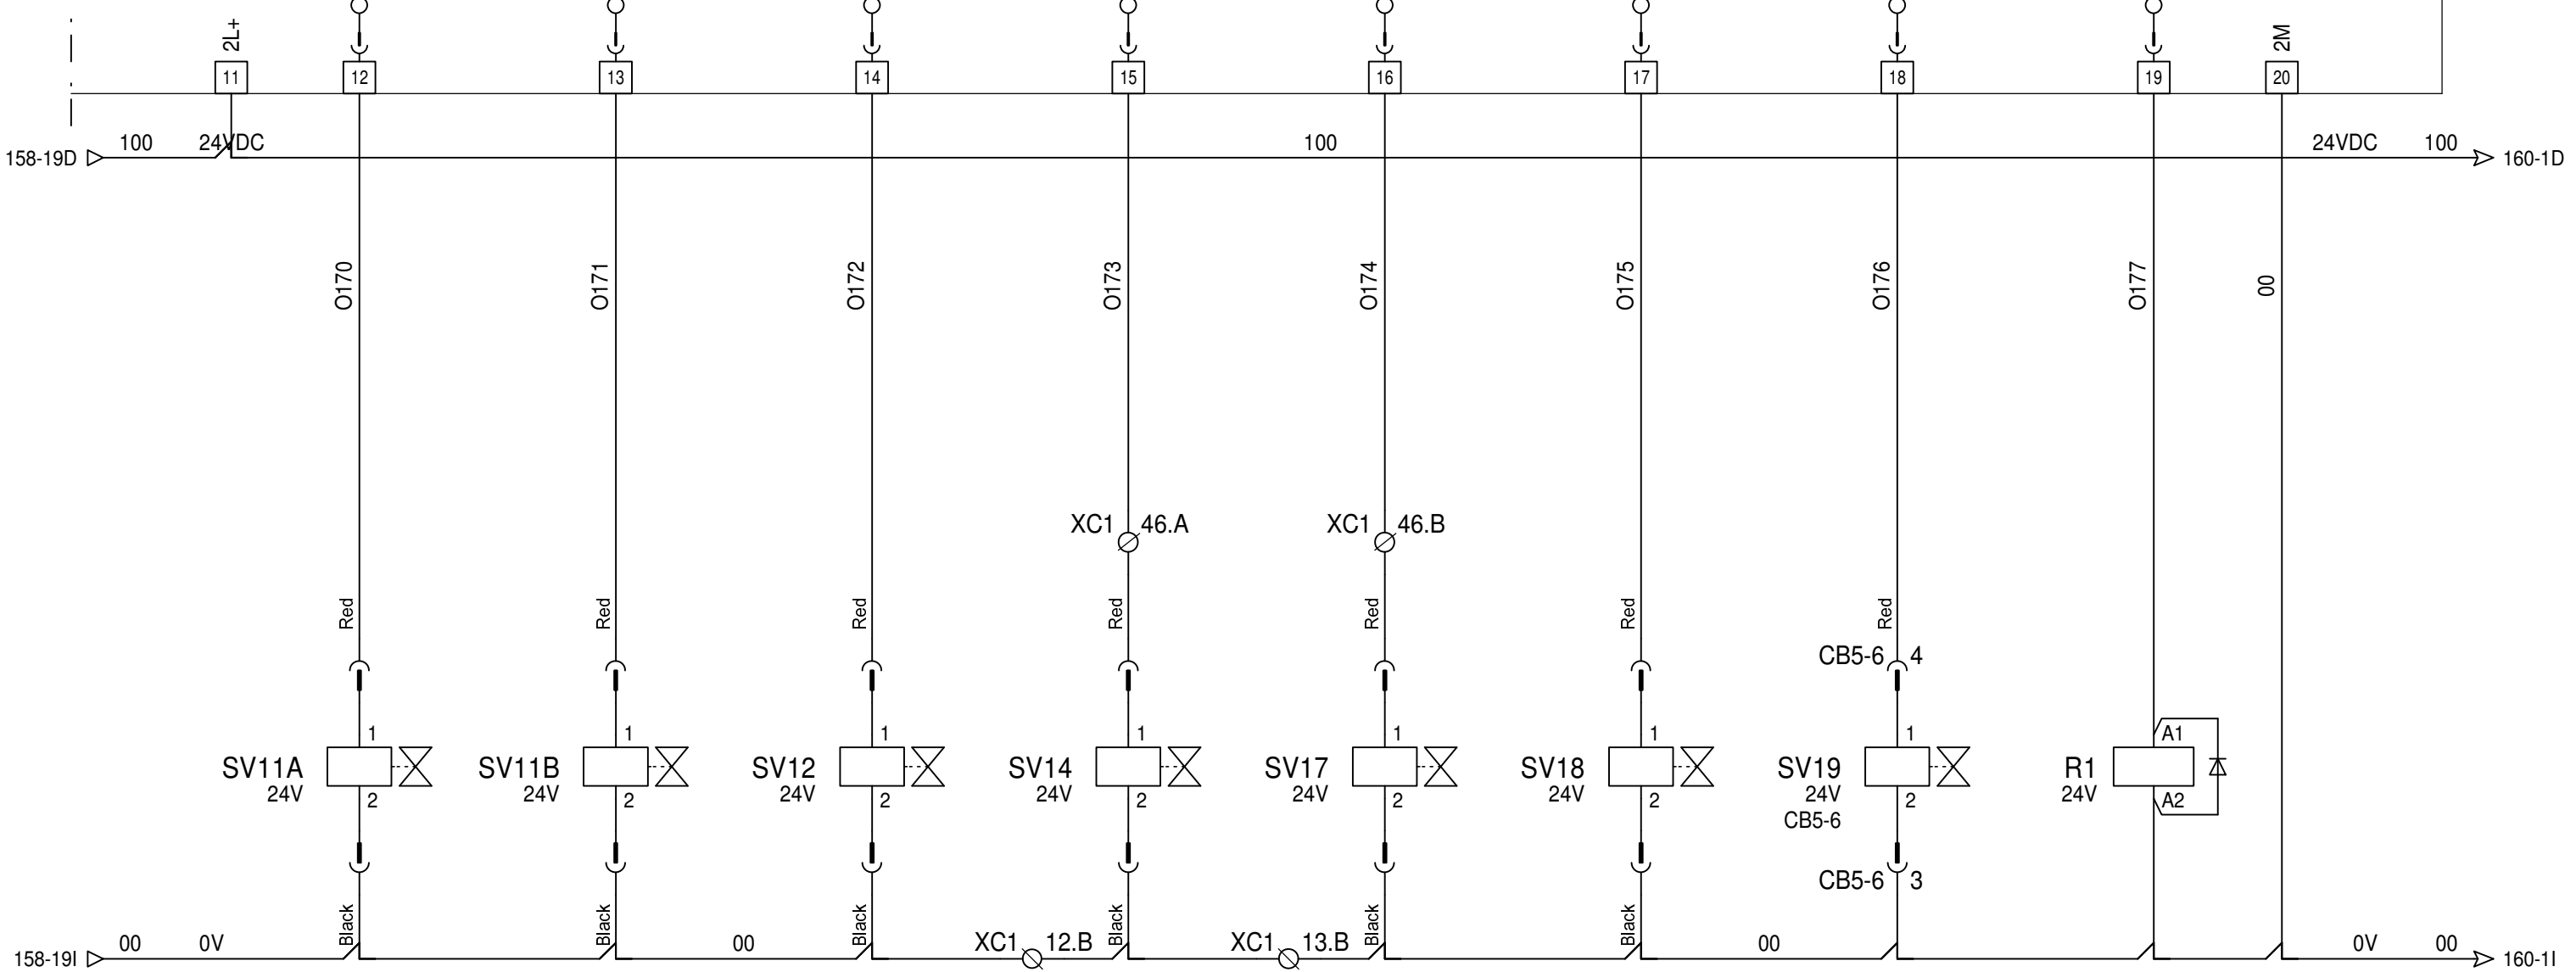 2L+
2M
11 12 13 14 15 16 17 18 19 20
158-19D 100 24VDC 100 24VDC 100 160-1D
O170 O171 O172 O173 O174 O175 O176 O177 00
XC1 46.A XC1 46.B
Red Red Red Red Red Red Red
CB5-6 4
1 1 1 1 1 1 1 A1
SV11A SV11B SV12 SV14 SV17 SV18 SV19 R1
24V 24V 24V 24V 24V 24V 24V 24V
2 2 2 2 2 2 2 A2
CB5-6
CB5-6 3
Black Black Black Black Black Black
158-19I 00 0V 00 XC1 12.B XC1 13.B 00 0V 00 160-1I